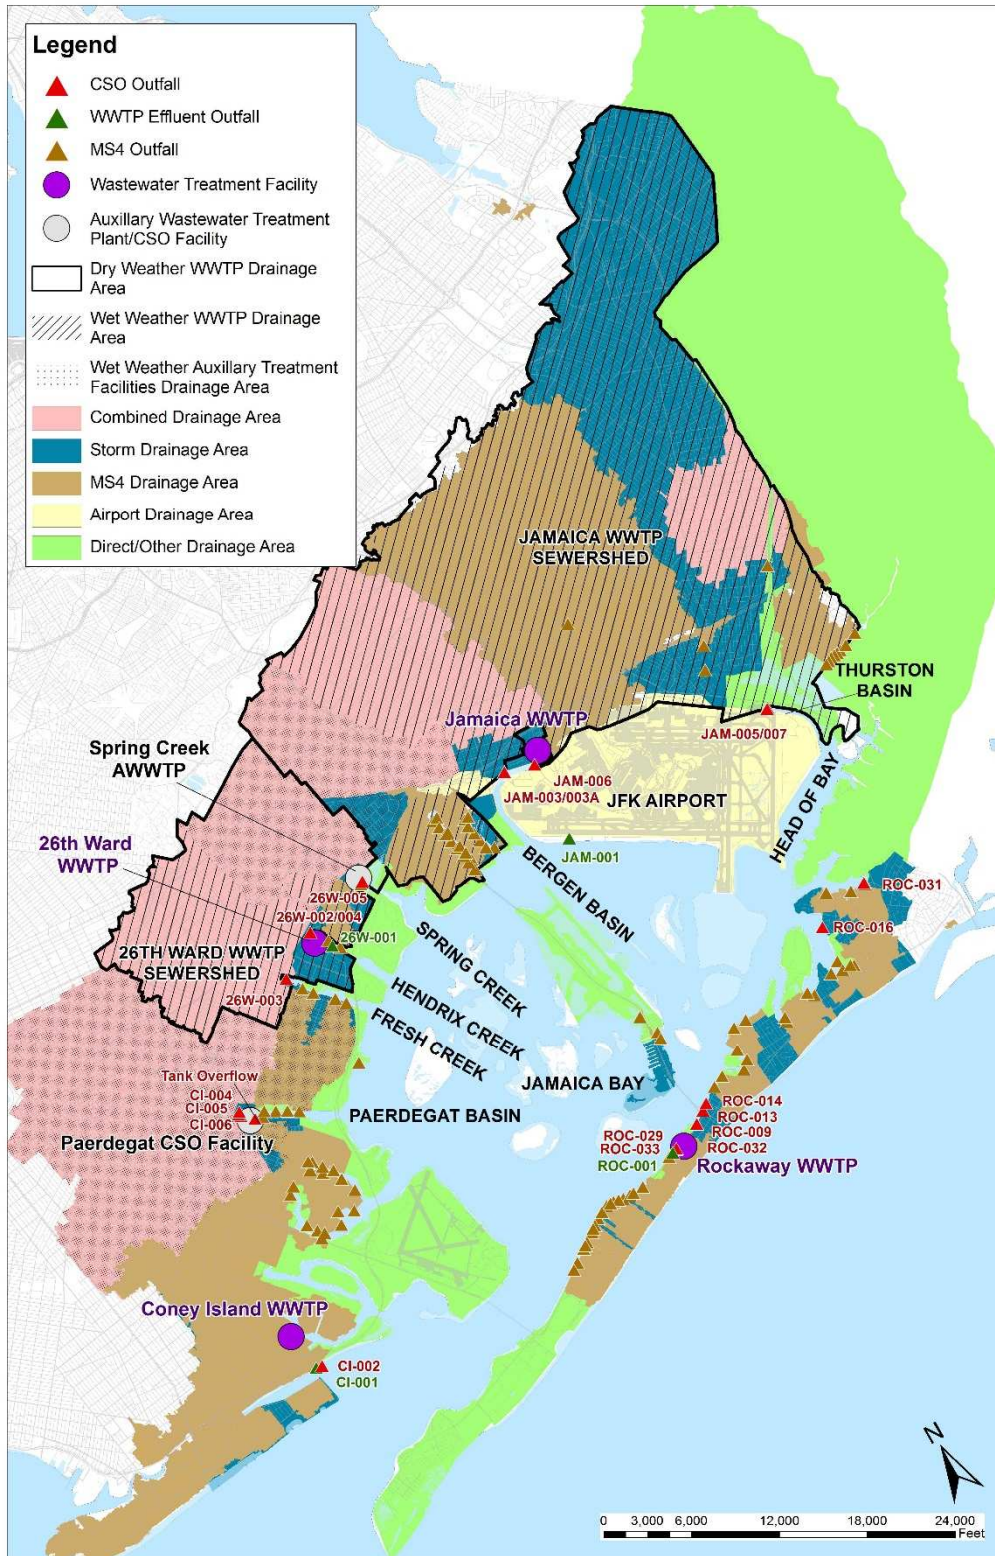 Legend
CSO Outfall
WWTP Effluent Outfall
MS4 Outfall
Wastewater Treatment Facility
Auxillary Wastewater Treatment
Plant/CSO Facility
Dry Weather WWTP Drainage
Area
Wet Weather WWTP Drainage
Area
Wet Weather Auxillary Treatment
Facilities Drainage Area
Combined Drainage Area
Storm Drainage Area
MS4 Drainage Area
Airport Drainage Area
Direct/Other Drainage Area
JAMAICA WWTP
SEWERSHED
THURSTON
BASIN
Jamaica WWTP
JAM-005/007
Spring Creek
AWWTP
JAM-006
JAM-003/003A
JFK AIRPORT
HEAD OF BAY
26th Ward
WWTP
JAM-001
BERGEN BASIN
ROC-031
26W-005
26W-002/004
26W-001
SPRING CREEK
ROC-016
26TH WARD WWTP
SEWERSHED
26W-003
HENDRIX CREEK
FRESH CREEK
Tank Overflow
CI-004
CI-005
CI-006
JAMAICA BAY
PAERDEGAT BASIN
Paerdegat CSO Facility
ROC-014
ROC-013
ROC-009
ROC-032
ROC-029
ROC-033
ROC-001
Rockaway WWTP
Coney Island WWTP
CI-002
CI-001
N
0 3,000 6,000 12,000 18,000 24,000
Feet